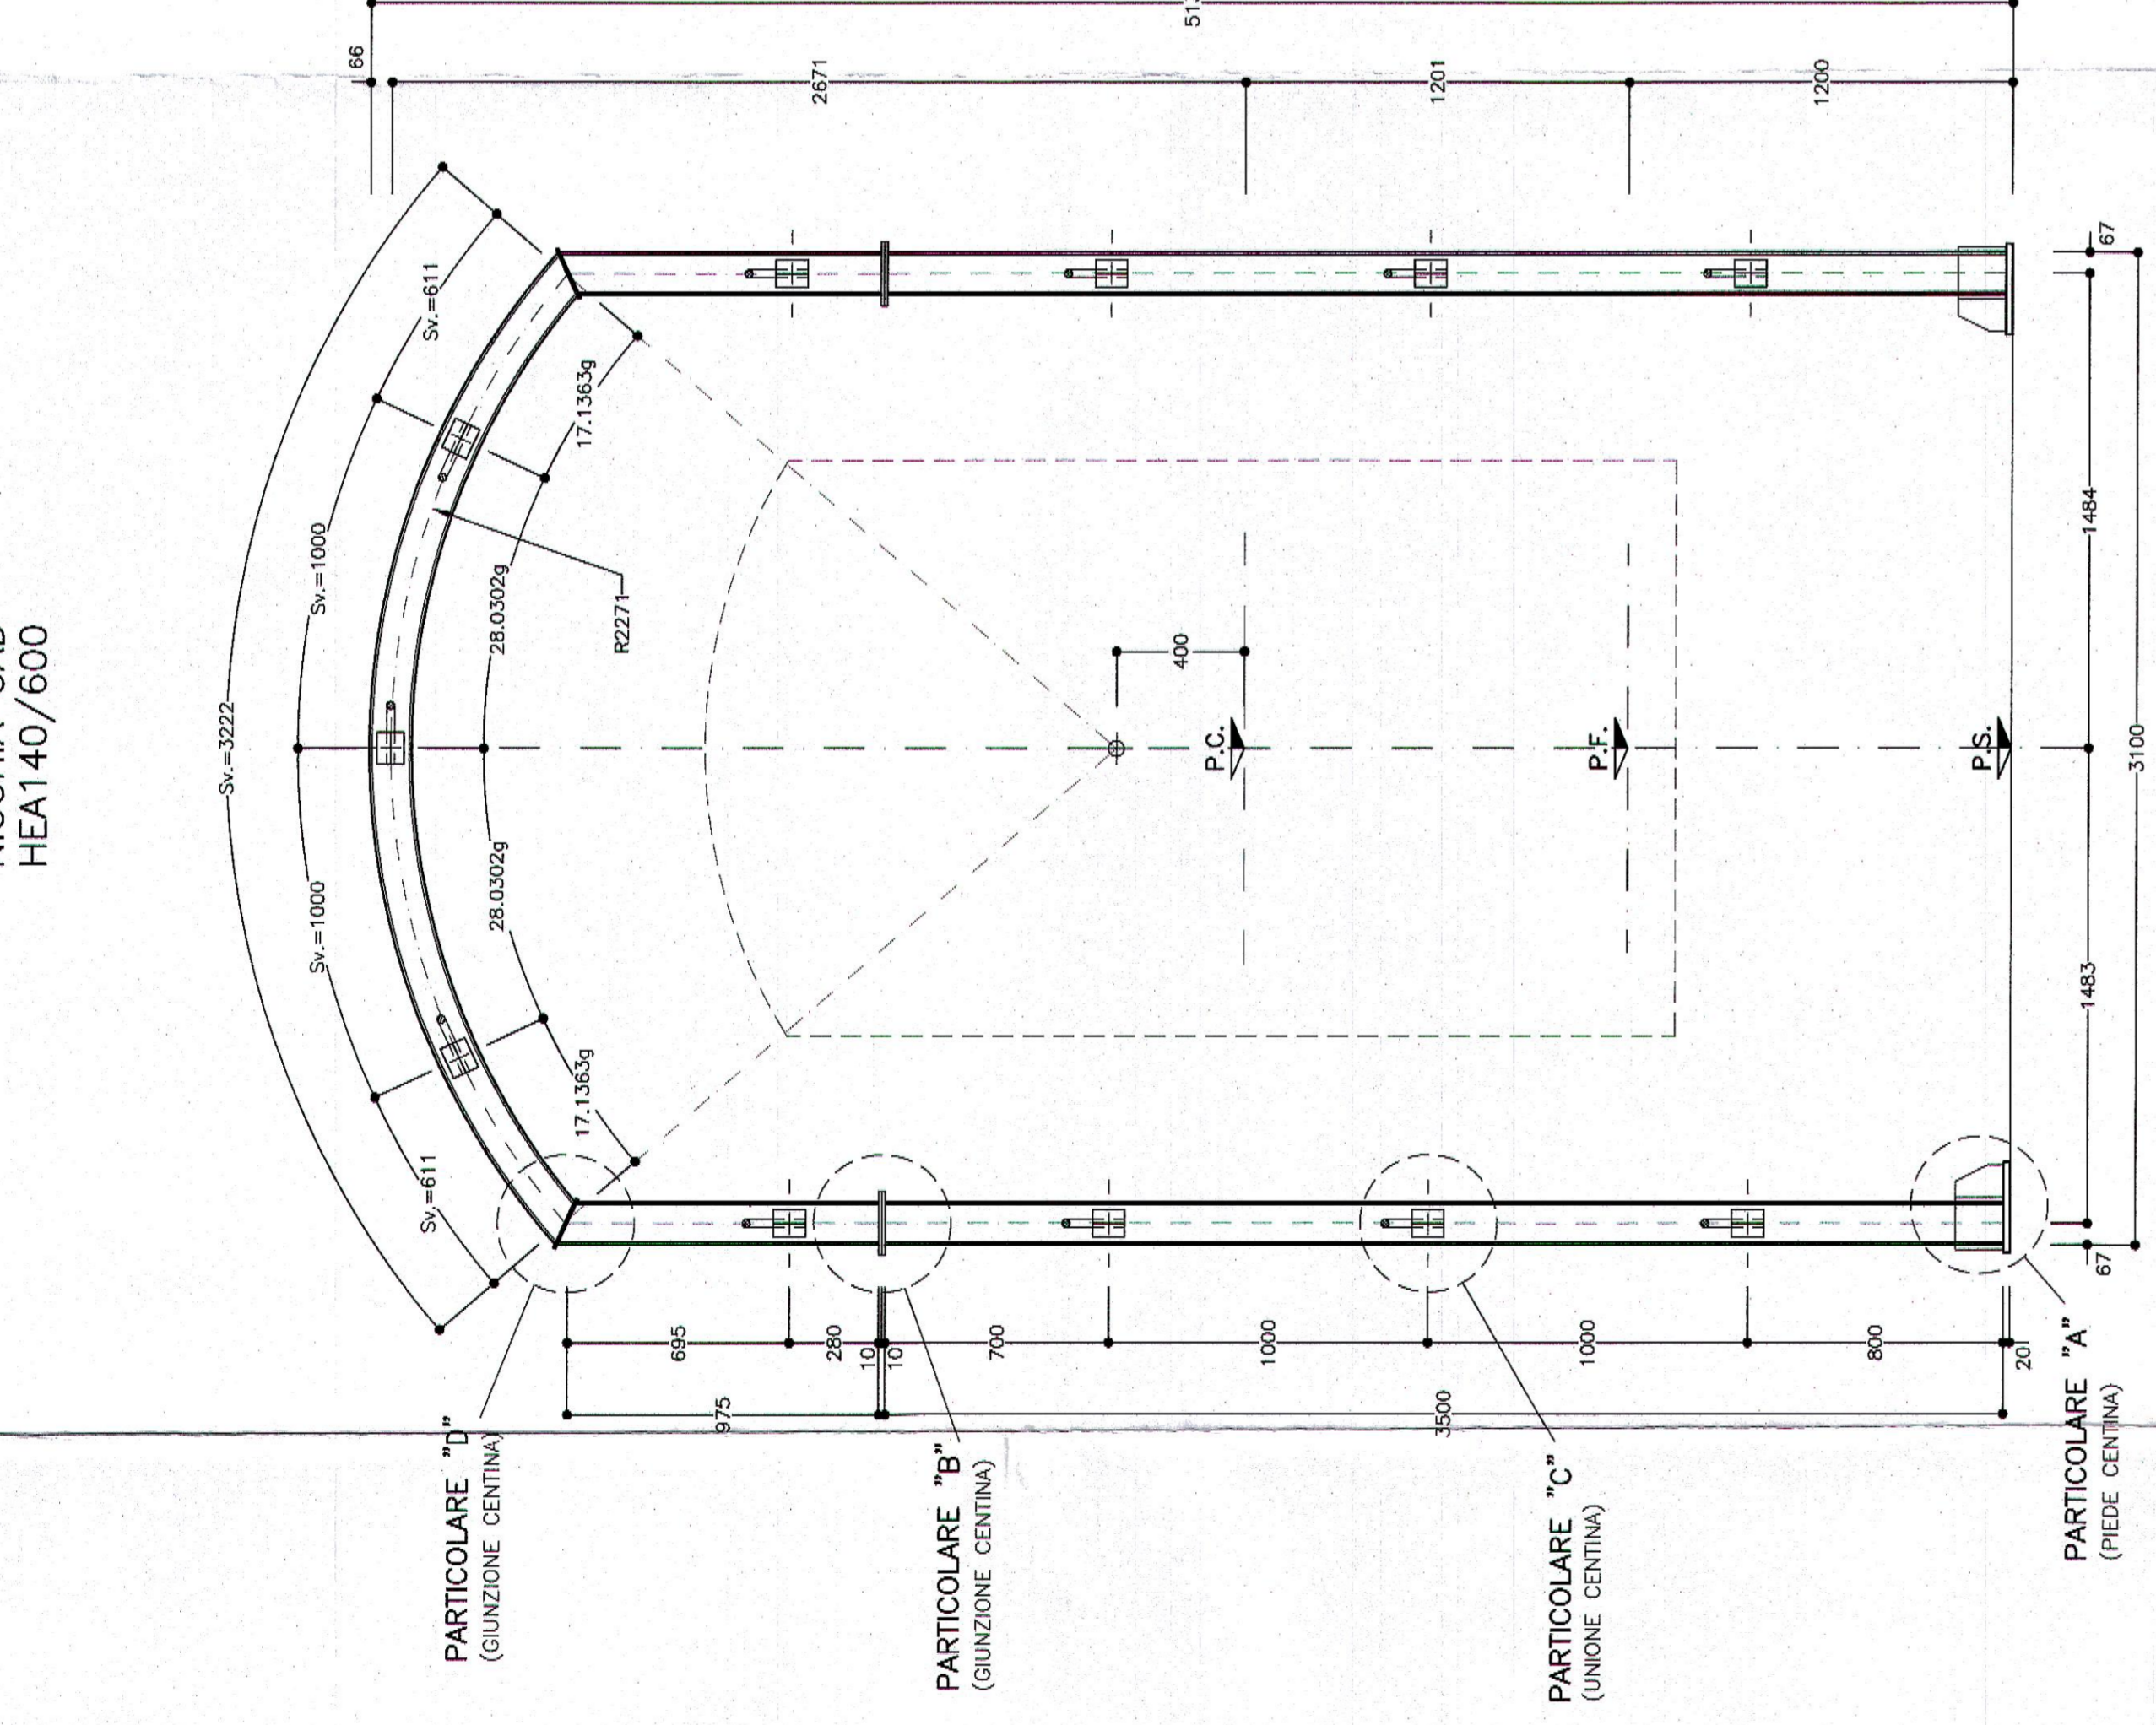 HEA140/600
Sv.=3222
Sv.=1000
Sv.=1000
Sv.=611
Sv.=611
28.0302g
28.0302g
17.1363g
17.1363g
R2271
66
2671
1201
1200
400
P.C.
P.F.
P.S.
695
280
10
10
700
1000
1000
800
20
975
3500
67
1483
1484
67
3100
PARTICOLARE "D"
(GIUNZIONE CENTINA)
PARTICOLARE "B"
(GIUNZIONE CENTINA)
PARTICOLARE "C"
(UNIONE CENTINA)
PARTICOLARE "A"
(PIEDE CENTINA)